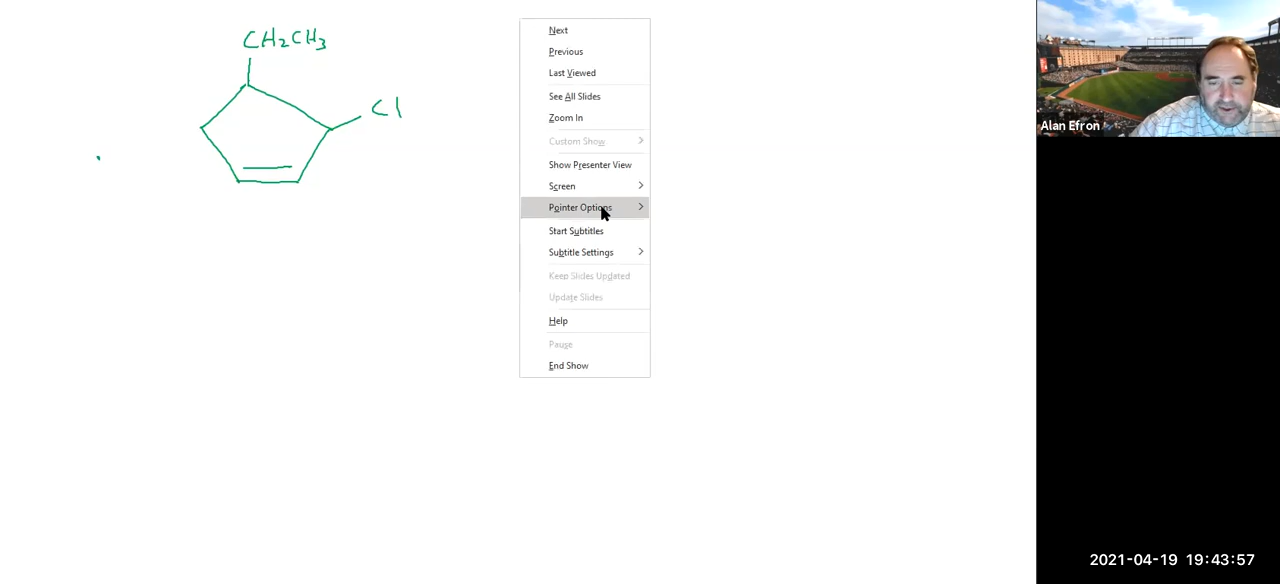 CH₂CH₃
Cl
Next
Previous
Last Viewed
See All Slides
Zoom In
Custom Show
Show Presenter View
Screen
Pointer Options
Start Subtitles
Subtitle Settings
Keep Slides Updated
Update Slides
Help
Pause
End Show
Alan Efron
2021-04-19 19:43:57